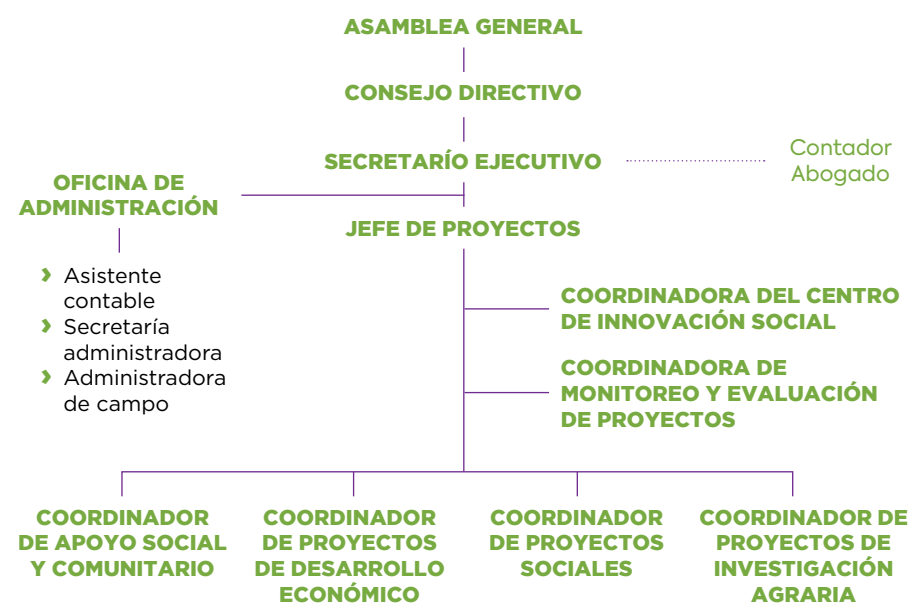 ASAMBLEA GENERAL
CONSEJO DIRECTIVO
SECRETARÍO EJECUTIVO
Contador
Abogado
OFICINA DE
ADMINISTRACIÓN
› Asistente
contable
› Secretaría
administradora
› Administradora
de campo
JEFE DE PROYECTOS
COORDINADORA DEL CENTRO
DE INNOVACIÓN SOCIAL
COORDINADORA DE
MONITOREO Y EVALUACIÓN
DE PROYECTOS
COORDINADOR
DE APOYO SOCIAL
Y COMUNITARIO
COORDINADOR
DE PROYECTOS
DE DESARROLLO
ECONÓMICO
COORDINADOR
DE PROYECTOS
SOCIALES
COORDINADOR DE
PROYECTOS DE
INVESTIGACIÓN
AGRARIA